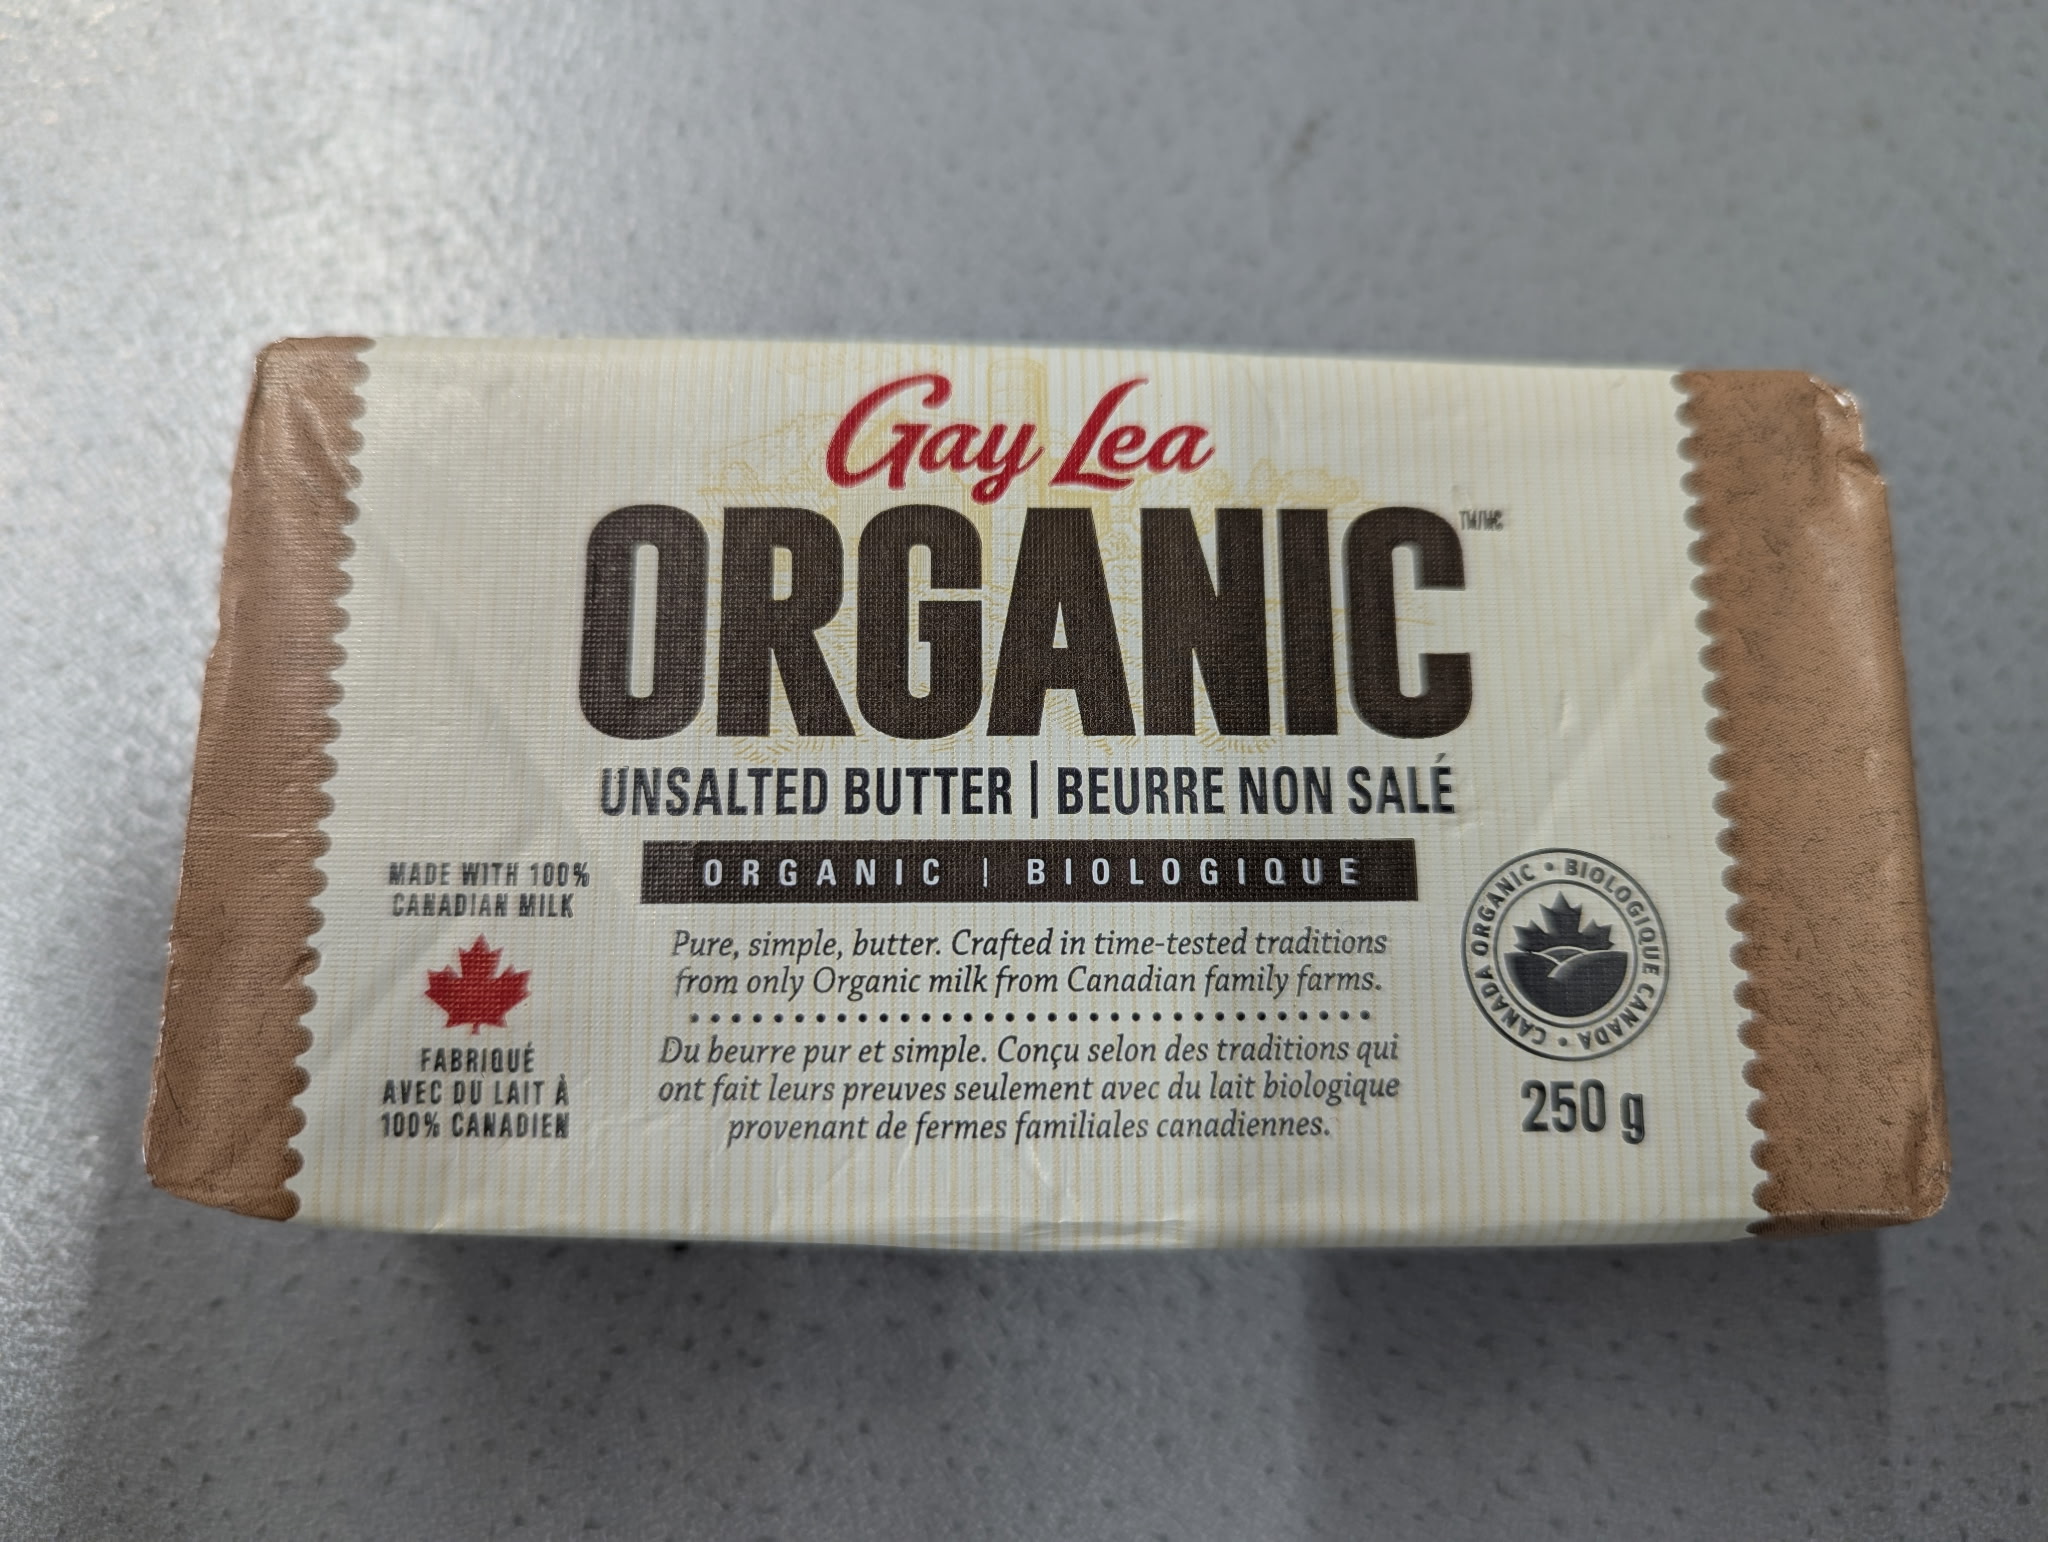 Gay Lea
ORGANIC TM/MC
UNSALTED BUTTER | BEURRE NON SALÉ
ORGANIC | BIOLOGIQUE
MADE WITH 100%
CANADIAN MILK
FABRIQUÉ
AVEC DU LAIT À
100% CANADIEN
Pure, simple, butter. Crafted in time-tested traditions
from only Organic milk from Canadian family farms.
Du beurre pur et simple. Conçu selon des traditions qui
ont fait leurs preuves seulement avec du lait biologique
provenant de fermes familiales canadiennes.
CANADA ORGANIC • BIOLOGIQUE CANADA •
250 g